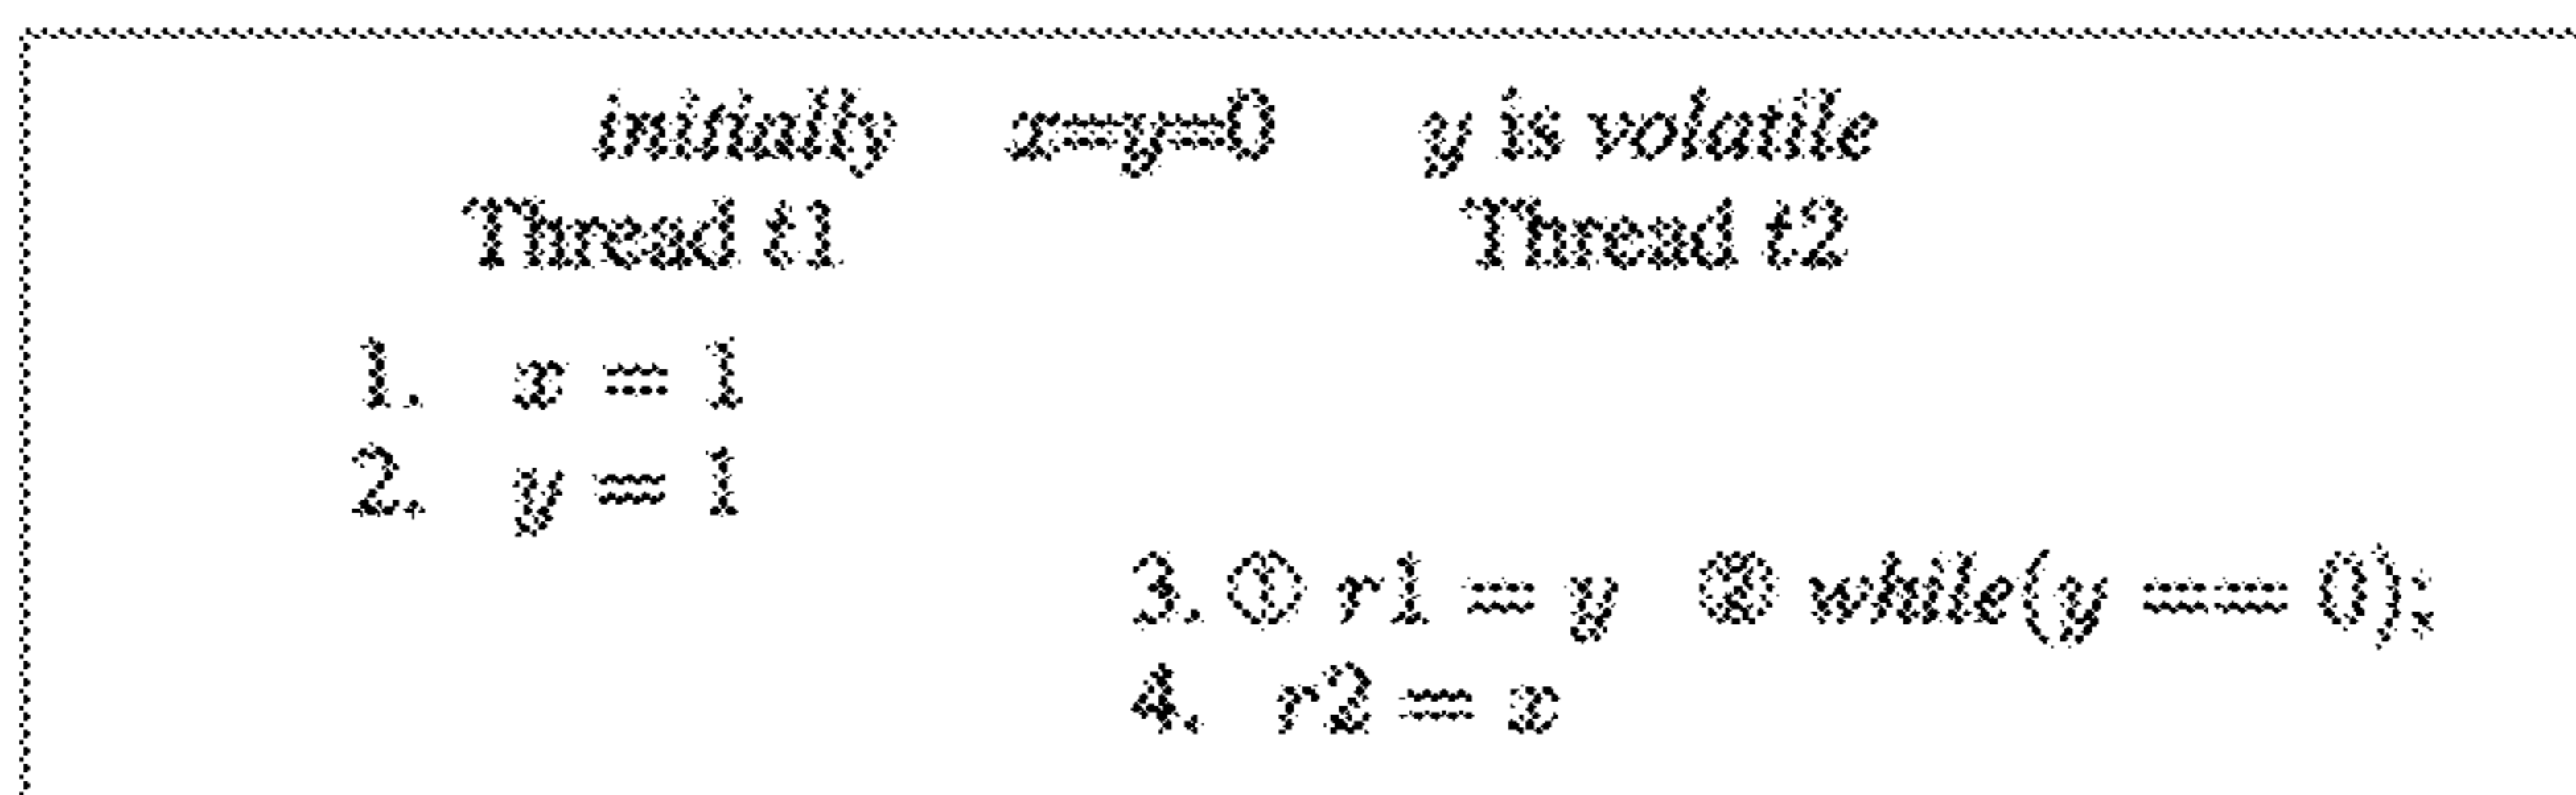 initially x=y=0 y is volatile
Thread t1 Thread t2
1. x = 1
2. y = 1
3. ① r1 = y ② while(y == 0);
4. r2 = x